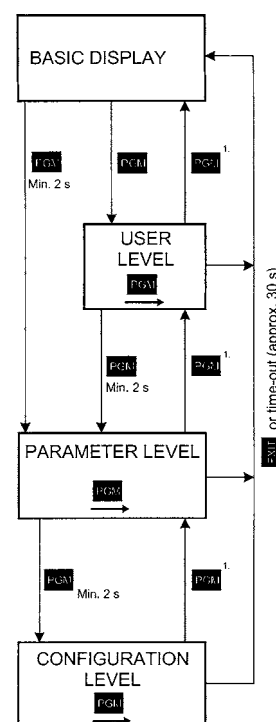 BASIC DISPLAY
PGM
Min. 2 s
PGM
PGM 1.
USER
LEVEL
PGM
PGM
Min. 2 s
PGM 1.
EXIT or time-out (approx. 30 s)
PARAMETER LEVEL
PGM
PGM
Min. 2 s
PGM 1.
CONFIGURATION
LEVEL
PGM